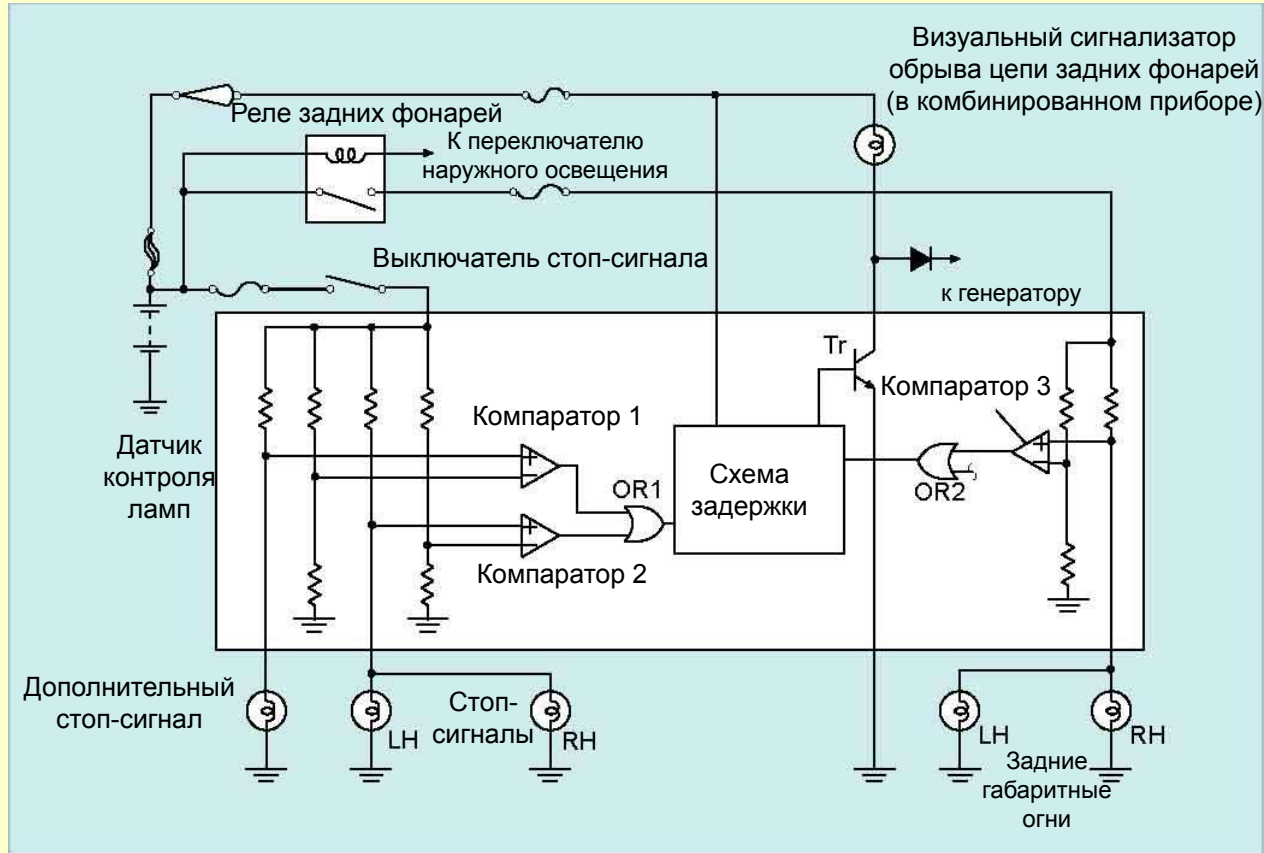 Визуальный сигнализатор
обрыва цепи задних фонарей
(в комбинированном приборе)
Реле задних фонарей
К переключателю
наружного освещения
Выключатель стоп-сигнала
к генератору
Tr
Компаратор 3
Компаратор 1
Датчик
контроля
ламп
OR1
Схема
задержки
OR2
Компаратор 2
Дополнительный
стоп-сигнал
LH
Стоп-
сигналы
RH
LH
RH
Задние
габаритные
огни